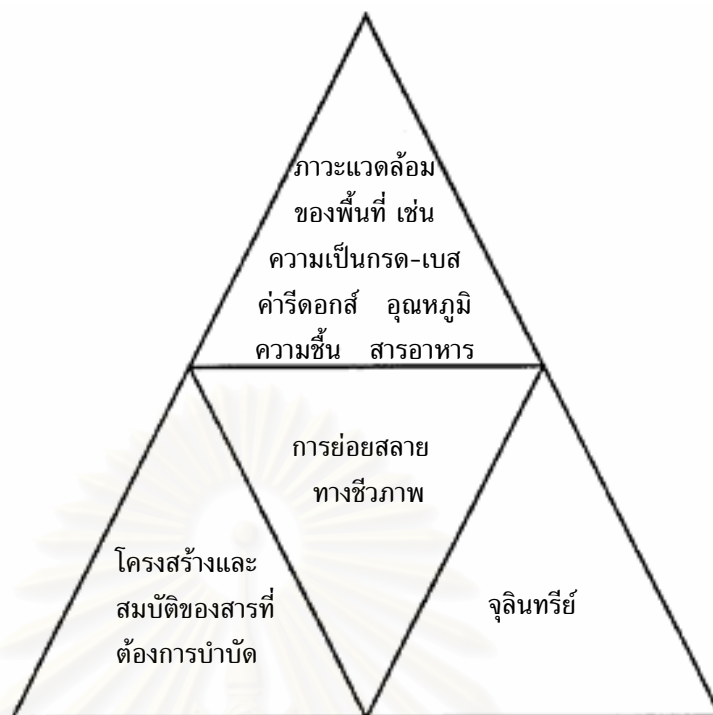 ภาวะแวดล้อม
ของพื้นที่ เช่น
ความเป็นกรด-เบส
ค่ารีดอกส์ อุณหภูมิ
ความชื้น สารอาหาร
การย่อยสลาย
ทางชีวภาพ
โครงสร้างและ
สมบัติของสารที่
ต้องการบำบัด
จุลินทรีย์